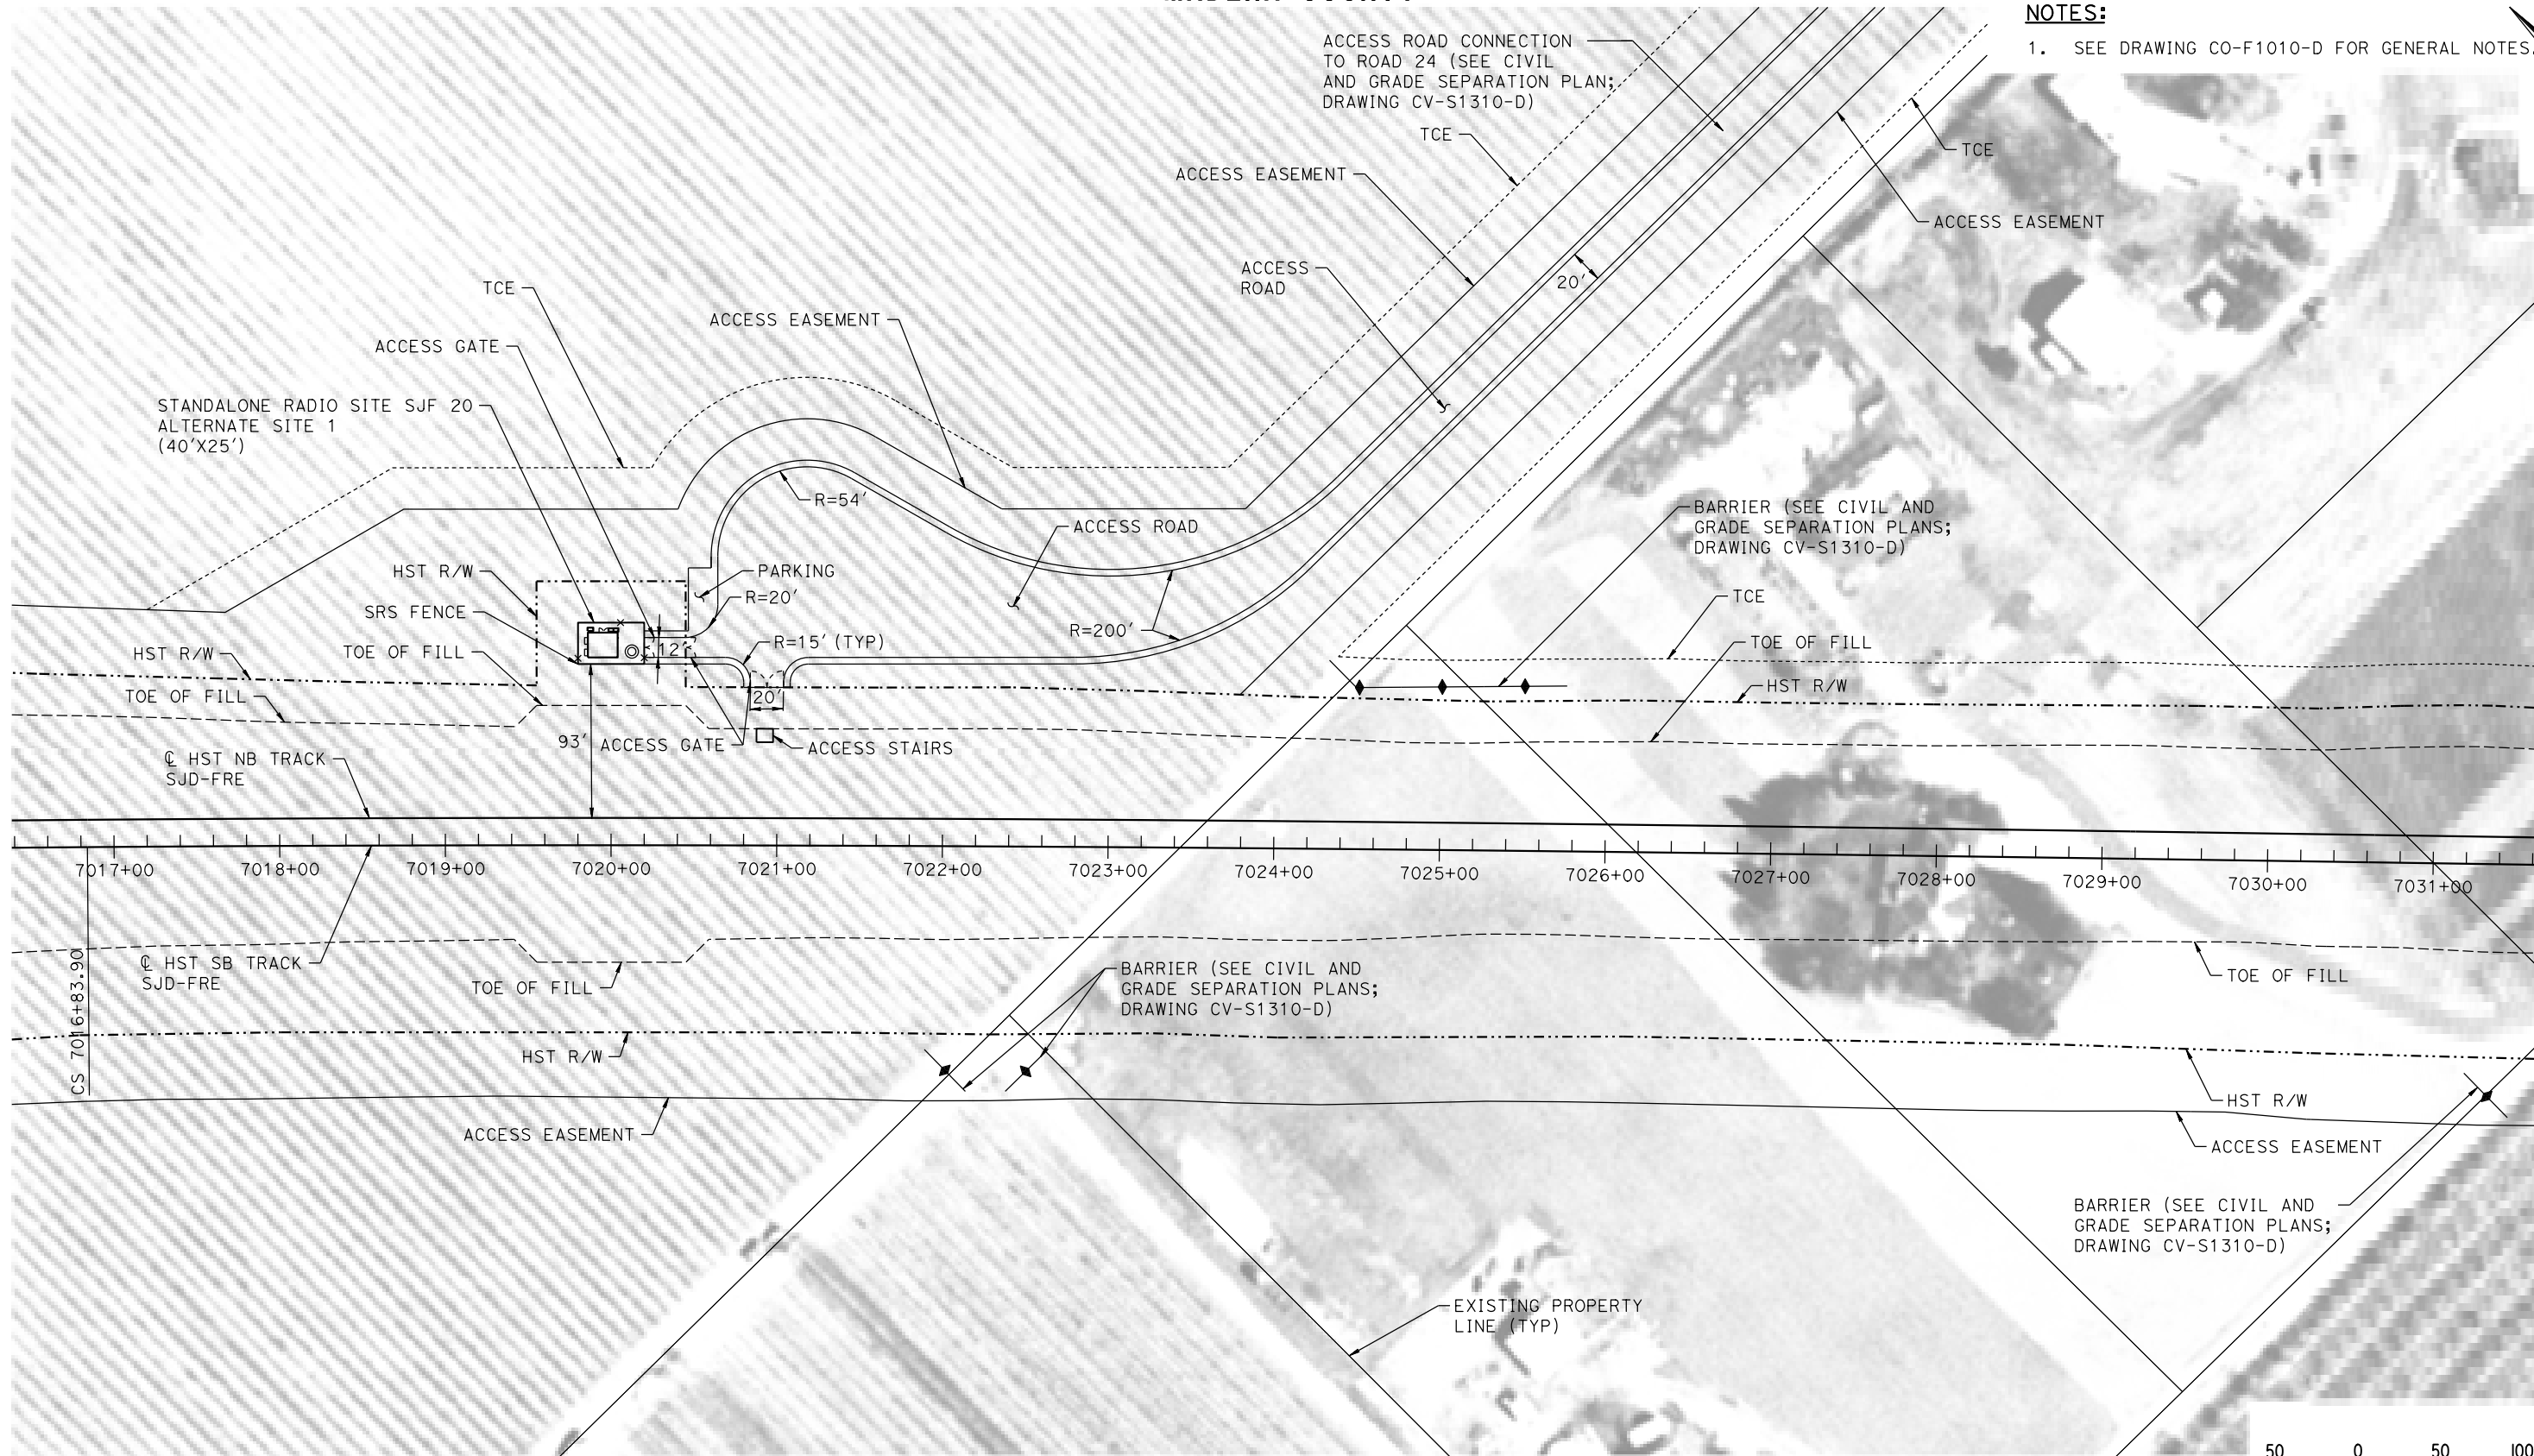 NOTES:
1. SEE DRAWING CO-F1010-D FOR GENERAL NOTES.
ACCESS ROAD CONNECTION
TO ROAD 24 (SEE CIVIL
AND GRADE SEPARATION PLAN;
DRAWING CV-S1310-D)
TCE
TCE
ACCESS EASEMENT
ACCESS EASEMENT
ACCESS
ROAD
20'
TCE
ACCESS EASEMENT
ACCESS GATE
STANDALONE RADIO SITE SJF 20
ALTERNATE SITE 1
(40'X25')
R=54'
ACCESS ROAD
BARRIER (SEE CIVIL AND
GRADE SEPARATION PLANS;
DRAWING CV-S1310-D)
HST R/W
PARKING
R=20'
SRS FENCE
TCE
R=200'
HST R/W
TOE OF FILL
12'
R=15' (TYP)
TOE OF FILL
TOE OF FILL
20'
HST R/W
93'
ACCESS GATE
ACCESS STAIRS
℄ HST NB TRACK
SJD-FRE
7017+00
7018+00
7019+00
7020+00
7021+00
7022+00
7023+00
7024+00
7025+00
7026+00
7027+00
7028+00
7029+00
7030+00
7031+00
CS 7016+83.90
℄ HST SB TRACK
SJD-FRE
TOE OF FILL
BARRIER (SEE CIVIL AND
GRADE SEPARATION PLANS;
DRAWING CV-S1310-D)
TOE OF FILL
HST R/W
HST R/W
ACCESS EASEMENT
ACCESS EASEMENT
BARRIER (SEE CIVIL AND
GRADE SEPARATION PLANS;
DRAWING CV-S1310-D)
EXISTING PROPERTY
LINE (TYP)
50 0 50 100